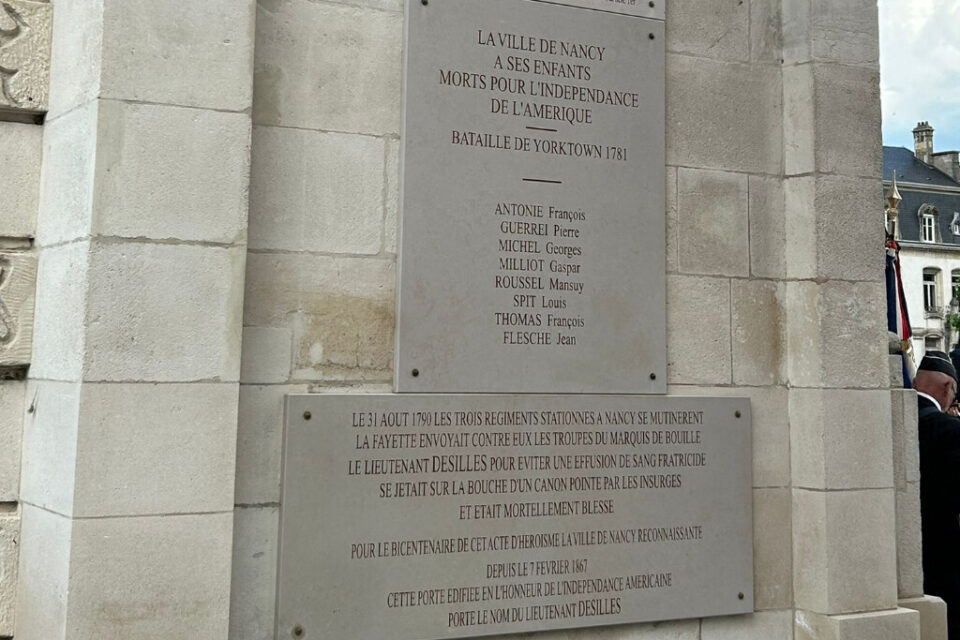 LA VILLE DE NANCY
A SES ENFANTS
MORTS POUR L'INDEPENDANCE
DE L'AMERIQUE
BATAILLE DE YORKTOWN 1781
ANTONIE François
GUERREI Pierre
MICHEL Georges
MILLIOT Gaspar
ROUSSEL Mansuy
SPIT Louis
THOMAS François
FLESCHE Jean
LE 31 AOUT 1790 LES TROIS REGIMENTS STATIONNES A NANCY SE MUTINERENT
LA FAYETTE ENVOYAIT CONTRE EUX LES TROUPES DU MARQUIS DE BOUILLE
LE LIEUTENANT DESILLES POUR EVITER UNE EFFUSION DE SANG FRATRICIDE
SE JETAIT SUR LA BOUCHE D'UN CANON POINTE PAR LES INSURGES
ET ETAIT MORTELLEMENT BLESSE
POUR LE BICENTENAIRE DE CET ACTE D'HEROISME LA VILLE DE NANCY RECONNAISSANTE
DEPUIS LE 7 FEVRIER 1867
CETTE PORTE EDIFIEE EN L'HONNEUR DE L'INDEPENDANCE AMERICAINE
PORTE LE NOM DU LIEUTENANT DESILLES